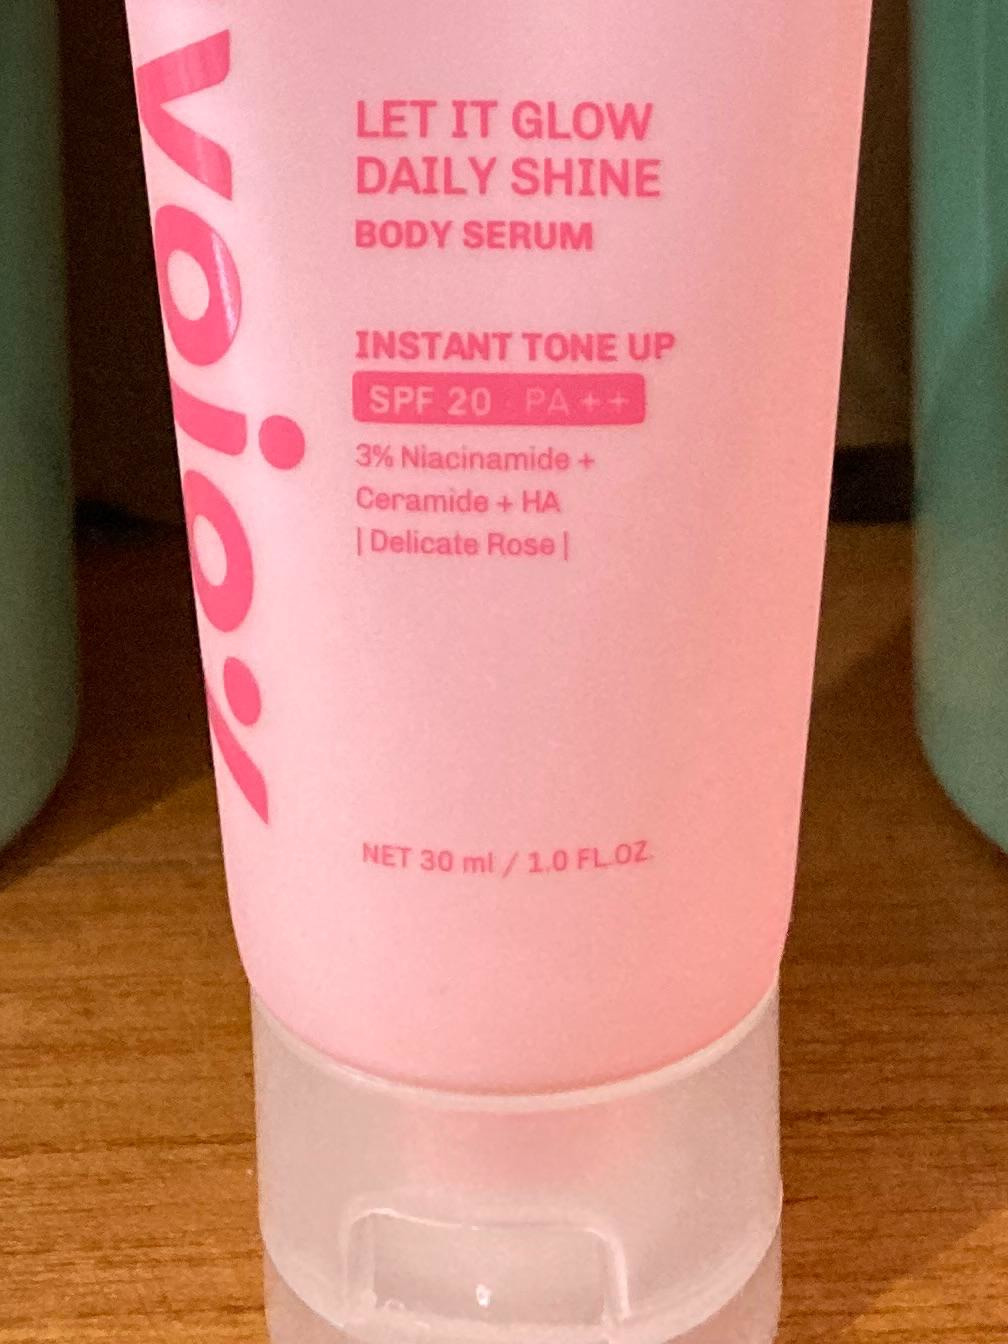 LET IT GLOW
DAILY SHINE
BODY SERUM
INSTANT TONE UP
SPF 20 PA ++
3% Niacinamide +
Ceramide + HA
| Delicate Rose |
NET 30 ml / 1.0 FL.OZ.